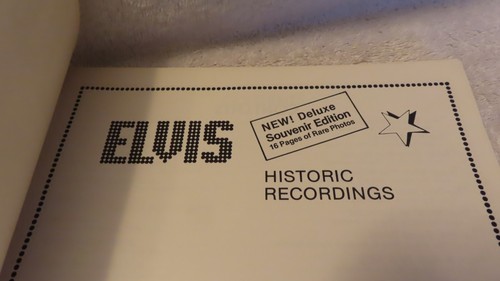 ELVIS
NEW! Deluxe
Souvenir Edition
16 Pages of Rare Photos
HISTORIC
RECORDINGS